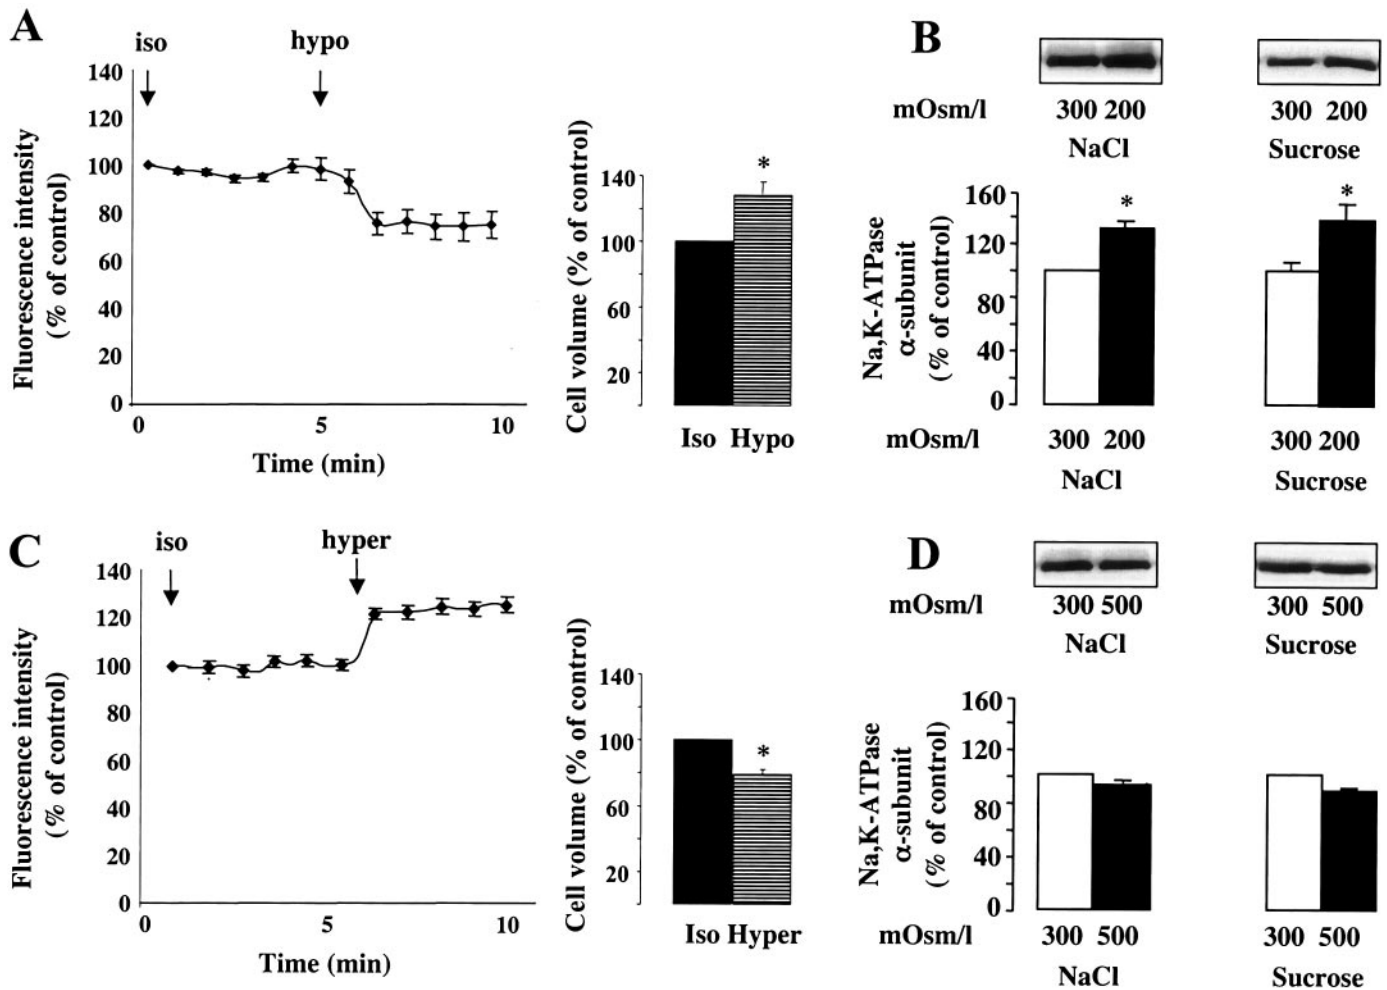 A
iso
hypo
140
120
100
80
60
40
20
0
0 5 10
Time (min)
Fluorescence intensity
(% of control)
*
140
100
60
20
Cell volume (% of control)
Iso Hypo
B
mOsm/l 300 200 300 200
NaCl Sucrose
* *
160
120
80
40
0
Na,K-ATPase
α-subunit
(% of control)
mOsm/l 300 200 300 200
NaCl Sucrose
C
iso
hyper
140
120
100
80
60
40
20
0
0 5 10
Time (min)
Fluorescence intensity
(% of control)
*
140
100
60
20
Cell volume (% of control)
Iso Hyper
D
mOsm/l 300 500 300 500
NaCl Sucrose
160
120
80
40
0
Na,K-ATPase
α-subunit
(% of control)
mOsm/l 300 500 300 500
NaCl Sucrose